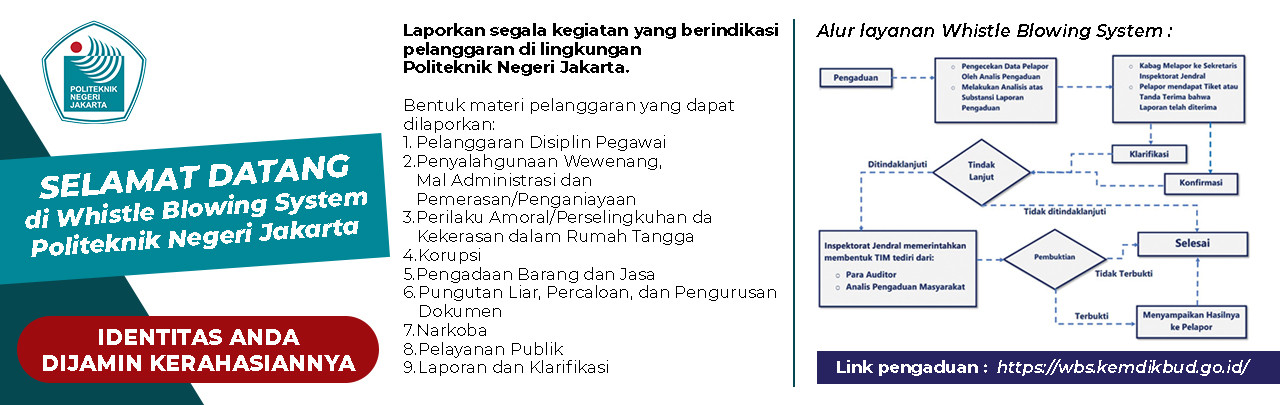 POLITEKNIK
NEGERI
JAKARTA
SELAMAT DATANG
di Whistle Blowing System
Politeknik Negeri Jakarta
IDENTITAS ANDA
DIJAMIN KERAHASIANNYA
Laporkan segala kegiatan yang berindikasi
pelanggaran di lingkungan
Politeknik Negeri Jakarta.
Bentuk materi pelanggaran yang dapat
dilaporkan:
1. Pelanggaran Disiplin Pegawai
2.Penyalahgunaan Wewenang,
Mal Administrasi dan
Pemerasan/Penganiayaan
3.Perilaku Amoral/Perselingkuhan da
Kekerasan dalam Rumah Tangga
4.Korupsi
5.Pengadaan Barang dan Jasa
6.Pungutan Liar, Percaloan, dan Pengurusan
Dokumen
7.Narkoba
8.Pelayanan Publik
9.Laporan dan Klarifikasi
Alur layanan Whistle Blowing System :
Pengaduan
○ Pengecekan Data Pelapor
Oleh Analis Pengaduan
○ Melakukan Analisis atas
Substansi Laporan
Pengaduan
○ Kabag Melapor ke Sekretaris
Inspektorat Jendral
○ Pelapor mendapat Tiket atau
Tanda Terima bahwa
Laporan telah diterima
Klarifikasi
Konfirmasi
Ditindaklanjuti
Tindak
Lanjut
Tidak ditindaklanjuti
Inspektorat Jendral memerintahkan
membentuk TIM tediri dari:
○ Para Auditor
○ Analis Pengaduan Masyarakat
Pembuktian
Selesai
Tidak Terbukti
Terbukti
Menyampaikan Hasilnya
ke Pelapor
Link pengaduan : https://wbs.kemdikbud.go.id/